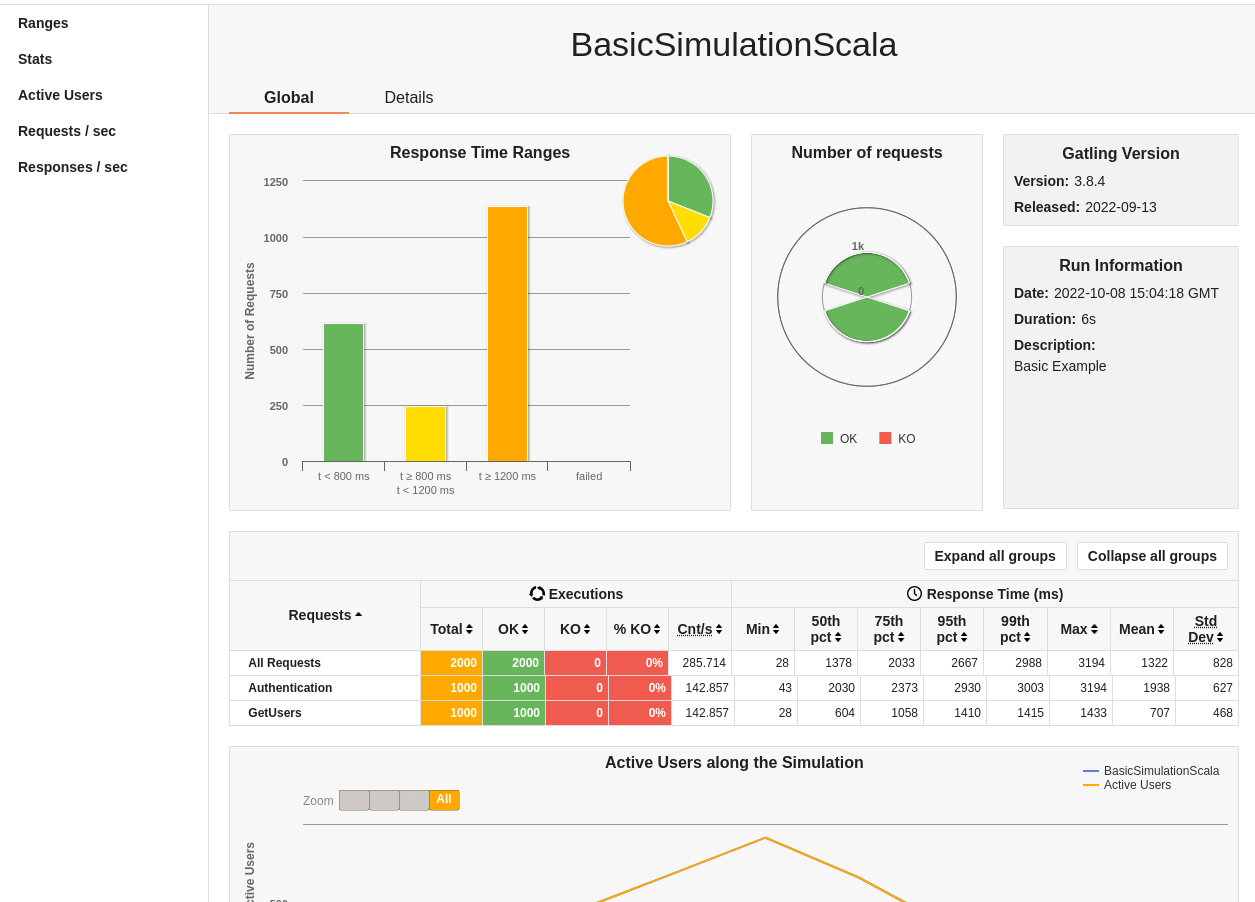 Ranges
Stats
Active Users
Requests / sec
Responses / sec
BasicSimulationScala
Global Details
Response Time Ranges
1250
1000
750
500
250
0
Number of Requests
t < 800 ms
t ≥ 800 ms
t < 1200 ms
t ≥ 1200 ms
failed
Number of requests
1k
0
OK KO
Gatling Version
Version: 3.8.4
Released: 2022-09-13
Run Information
Date: 2022-10-08 15:04:18 GMT
Duration: 6s
Description:
Basic Example
Expand all groups Collapse all groups
Requests Executions Response Time (ms)
Total OK KO % KO Cnt/s Min 50th pct 75th pct 95th pct 99th pct Max Mean Std Dev
All Requests 2000 2000 0 0% 285.714 28 1378 2033 2667 2988 3194 1322 828
Authentication 1000 1000 0 0% 142.857 43 2030 2373 2930 3003 3194 1938 627
GetUsers 1000 1000 0 0% 142.857 28 604 1058 1410 1415 1433 707 468
Active Users along the Simulation
BasicSimulationScala
Active Users
Zoom All